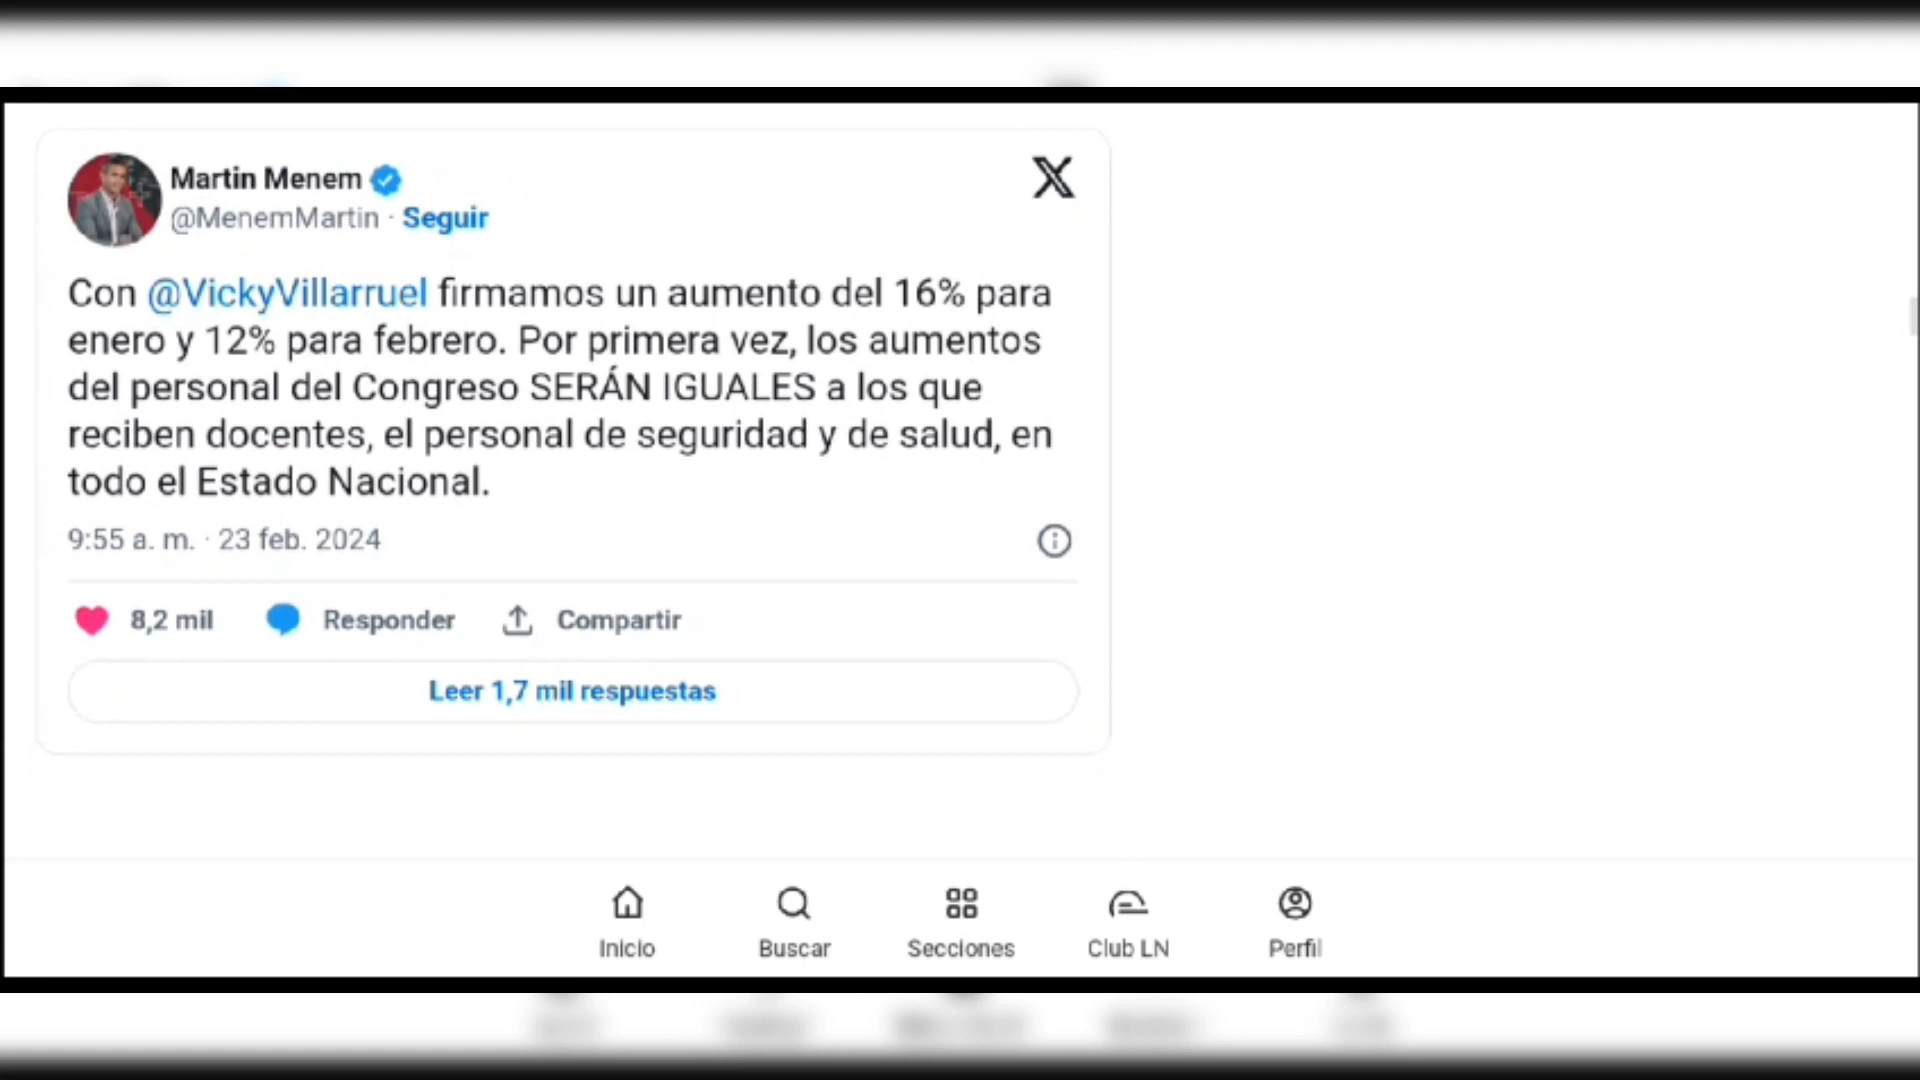 Martin Menem
@MenemMartin · Seguir
Con @VickyVillarruel firmamos un aumento del 16% para
enero y 12% para febrero. Por primera vez, los aumentos
del personal del Congreso SERÁN IGUALES a los que
reciben docentes, el personal de seguridad y de salud, en
todo el Estado Nacional.
9:55 a. m. · 23 feb. 2024
8,2 mil Responder Compartir
Leer 1,7 mil respuestas
Inicio Buscar Secciones Club LN Perfil